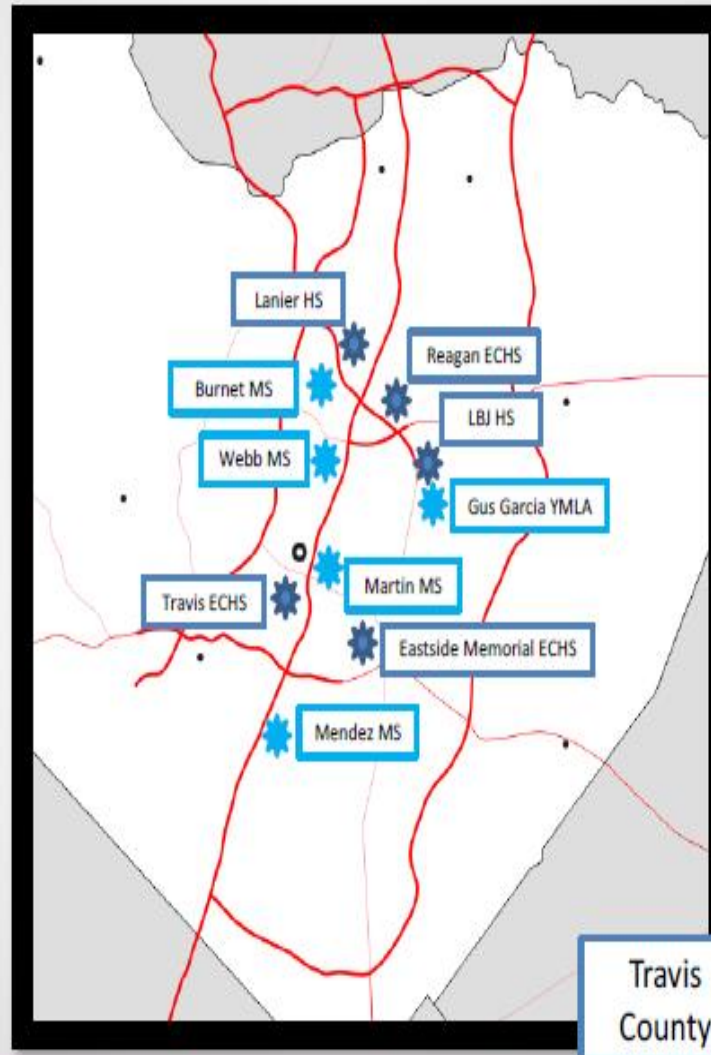 Lanier HS
Reagan ECHS
Burnet MS
LBJ HS
Webb MS
Gus Garcia YMLA
Martin MS
Travis ECHS
Eastside Memorial ECHS
Mendez MS
Travis
County